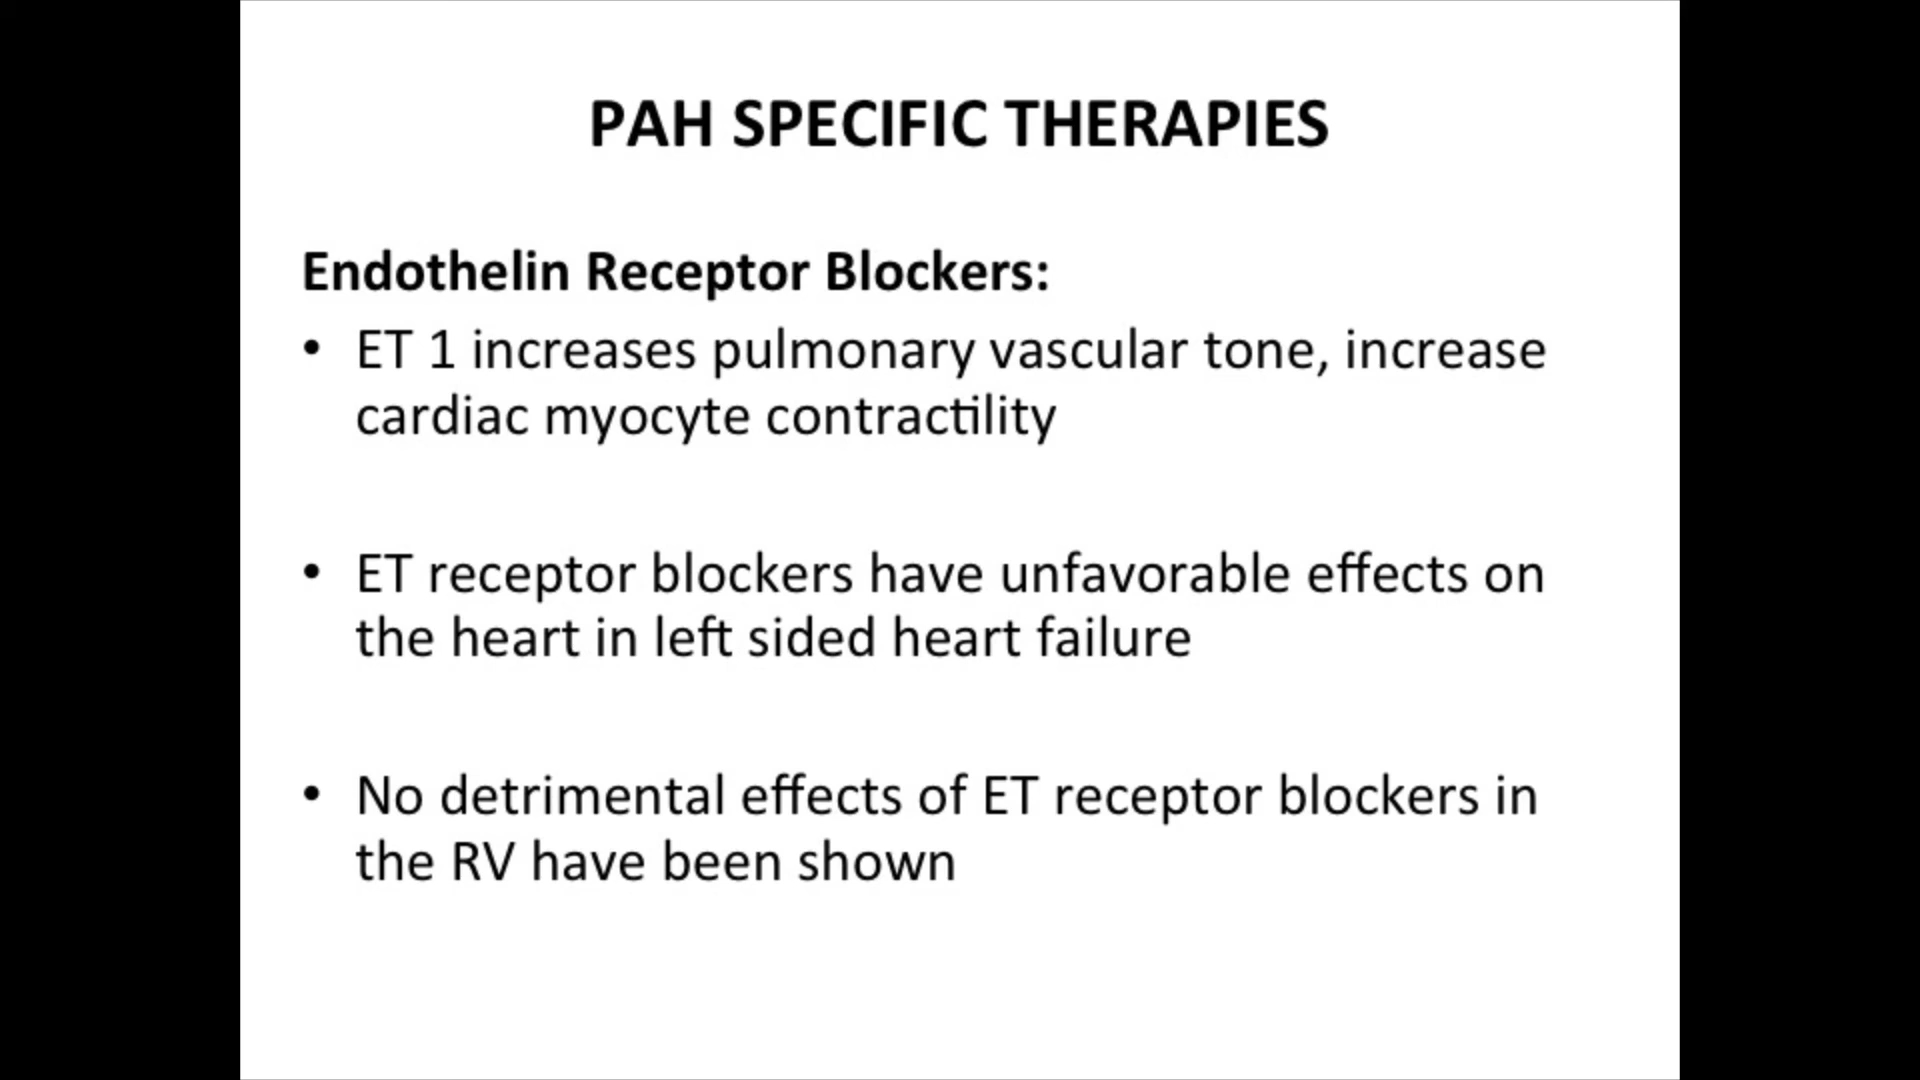 PAH SPECIFIC THERAPIES
Endothelin Receptor Blockers:
• ET 1 increases pulmonary vascular tone, increase
cardiac myocyte contractility
• ET receptor blockers have unfavorable effects on
the heart in left sided heart failure
• No detrimental effects of ET receptor blockers in
the RV have been shown